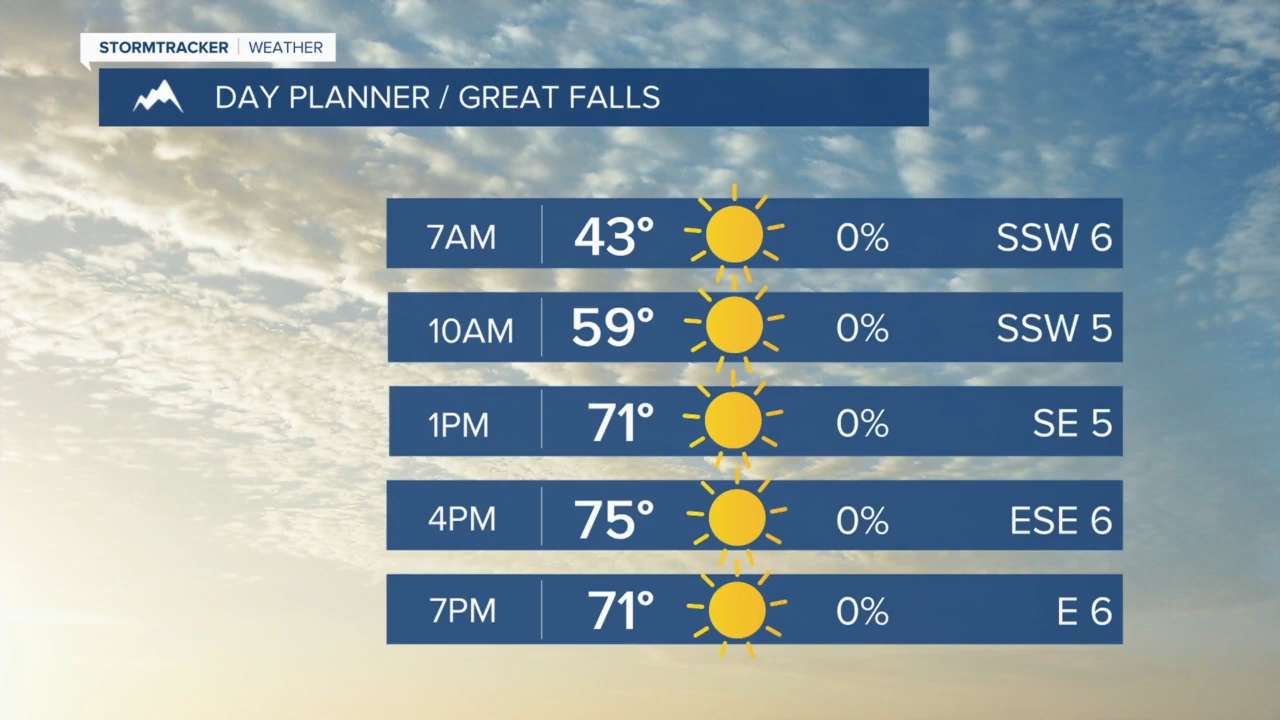 STORMTRACKER WEATHER
DAY PLANNER / GREAT FALLS
7AM 43° 0% SSW 6
10AM 59° 0% SSW 5
1PM 71° 0% SE 5
4PM 75° 0% ESE 6
7PM 71° 0% E 6